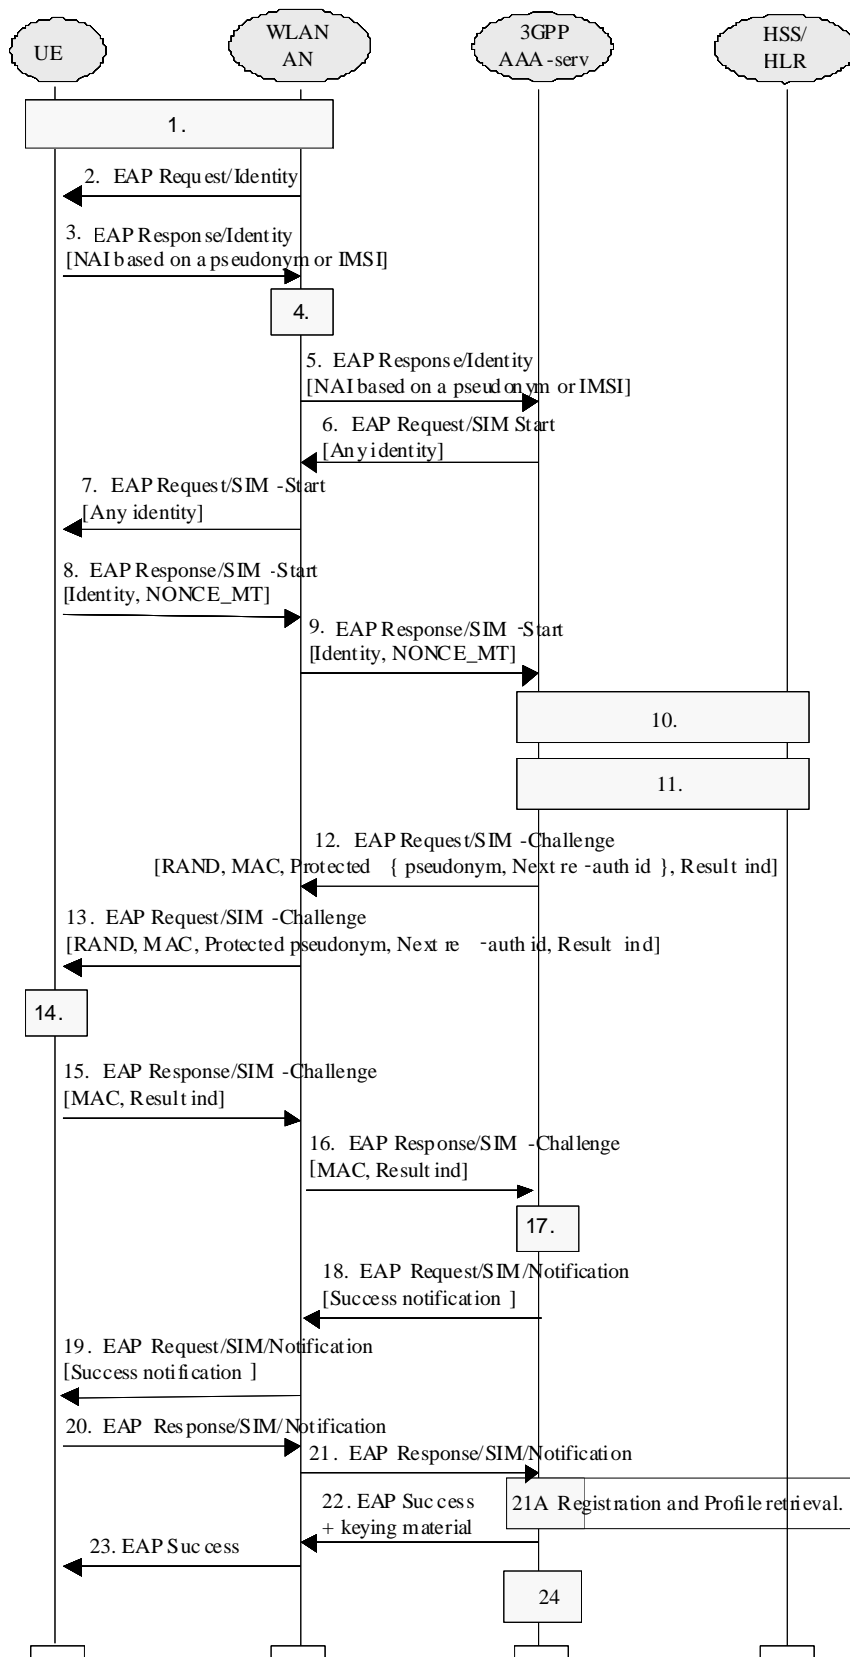 UE
WLAN
AN
3GPP
AAA-serv
HSS/
HLR
1.
2. EAP Request/Identity
3. EAP Response/Identity
[NAI based on a pseudonym or IMSI]
4.
5. EAP Response/Identity
[NAI based on a pseudonym or IMSI]
6. EAP Request/SIM Start
[Any identity]
7. EAP Request/SIM -Start
[Any identity]
8. EAP Response/SIM -Start
[Identity, NONCE_MT]
9. EAP Response/SIM -Start
[Identity, NONCE_MT]
10.
11.
12. EAP Request/SIM -Challenge
[RAND, MAC, Protected { pseudonym, Next re -auth id }, Result ind]
13. EAP Request/SIM -Challenge
[RAND, MAC, Protected pseudonym, Next re -auth id, Result ind]
14.
15. EAP Response/SIM -Challenge
[MAC, Result ind]
16. EAP Response/SIM -Challenge
[MAC, Result ind]
17.
18. EAP Request/SIM/Notification
[Success notification ]
19. EAP Request/SIM/Notification
[Success notification ]
20. EAP Response/SIM/Notification
21. EAP Response/SIM/Notification
21A Registration and Profile retrieval.
22. EAP Success
+ keying material
23. EAP Success
24